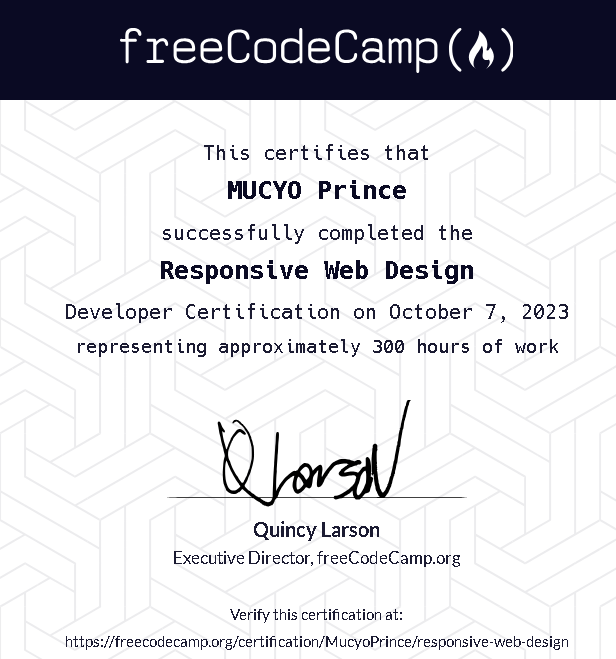 freeCodeCamp
This certifies that
MUCYO Prince
successfully completed the
Responsive Web Design
Developer Certification on October 7, 2023
representing approximately 300 hours of work
Q Larson
Quincy Larson
Executive Director, freeCodeCamp.org
Verify this certification at:
https://freecodecamp.org/certification/MucyoPrince/responsive-web-design